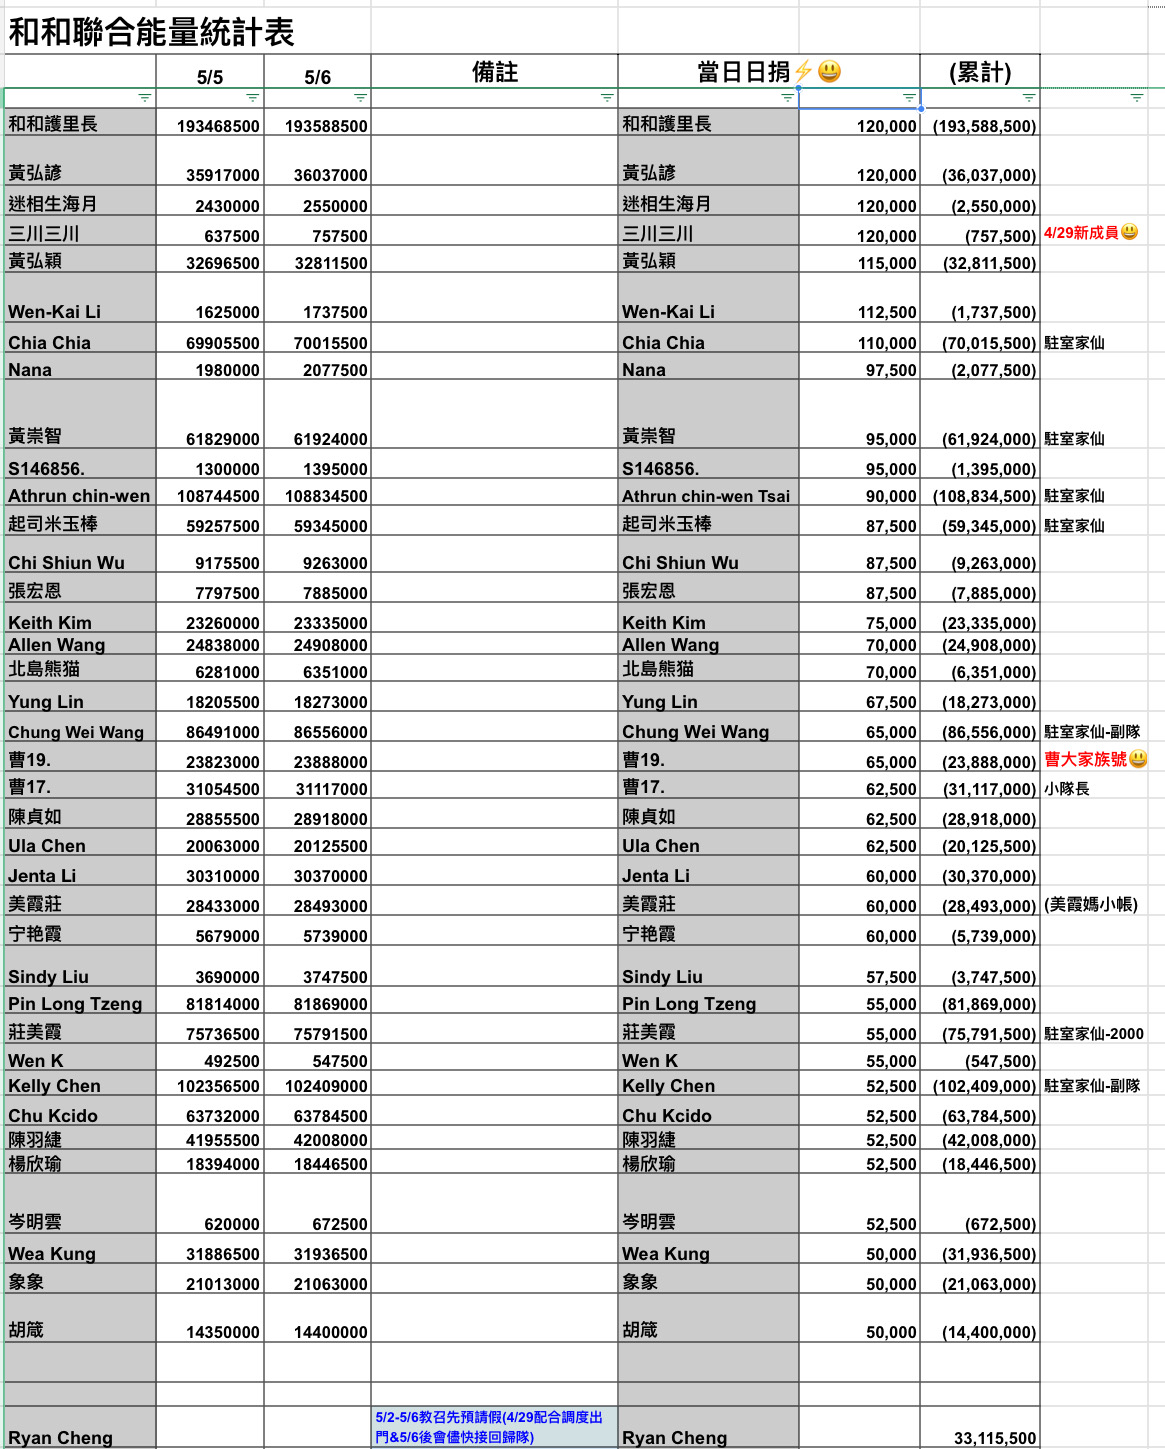 和和聯合能量統計表
5/5 5/6 備註 當日日捐⚡😃 (累計)
和和護里長 193468500 193588500 和和護里長 120,000 (193,588,500)
黃弘諺 35917000 36037000 黃弘諺 120,000 (36,037,000)
迷相生海月 2430000 2550000 迷相生海月 120,000 (2,550,000)
三川三川 637500 757500 三川三川 120,000 (757,500) 4/29新成員😃
黃弘穎 32696500 32811500 黃弘穎 115,000 (32,811,500)
Wen-Kai Li 1625000 1737500 Wen-Kai Li 112,500 (1,737,500)
Chia Chia 69905500 70015500 Chia Chia 110,000 (70,015,500) 駐室家仙
Nana 1980000 2077500 Nana 97,500 (2,077,500)
黃崇智 61829000 61924000 黃崇智 95,000 (61,924,000) 駐室家仙
S146856. 1300000 1395000 S146856. 95,000 (1,395,000)
Athrun chin-wen 108744500 108834500 Athrun chin-wen Tsai 90,000 (108,834,500) 駐室家仙
起司米玉棒 59257500 59345000 起司米玉棒 87,500 (59,345,000) 駐室家仙
Chi Shiun Wu 9175500 9263000 Chi Shiun Wu 87,500 (9,263,000)
張宏恩 7797500 7885000 張宏恩 87,500 (7,885,000)
Keith Kim 23260000 23335000 Keith Kim 75,000 (23,335,000)
Allen Wang 24838000 24908000 Allen Wang 70,000 (24,908,000)
北島熊猫 6281000 6351000 北島熊猫 70,000 (6,351,000)
Yung Lin 18205500 18273000 Yung Lin 67,500 (18,273,000)
Chung Wei Wang 86491000 86556000 Chung Wei Wang 65,000 (86,556,000) 駐室家仙-副隊
曹19. 23823000 23888000 曹19. 65,000 (23,888,000) 曹大家族號😃
曹17. 31054500 31117000 曹17. 62,500 (31,117,000) 小隊長
陳貞如 28855500 28918000 陳貞如 62,500 (28,918,000)
Ula Chen 20063000 20125500 Ula Chen 62,500 (20,125,500)
Jenta Li 30310000 30370000 Jenta Li 60,000 (30,370,000)
美霞莊 28433000 28493000 美霞莊 60,000 (28,493,000) (美霞媽小帳)
宁艳霞 5679000 5739000 宁艳霞 60,000 (5,739,000)
Sindy Liu 3690000 3747500 Sindy Liu 57,500 (3,747,500)
Pin Long Tzeng 81814000 81869000 Pin Long Tzeng 55,000 (81,869,000)
莊美霞 75736500 75791500 莊美霞 55,000 (75,791,500) 駐室家仙-2000
Wen K 492500 547500 Wen K 55,000 (547,500)
Kelly Chen 102356500 102409000 Kelly Chen 52,500 (102,409,000) 駐室家仙-副隊
Chu Kcido 63732000 63784500 Chu Kcido 52,500 (63,784,500)
陳羽緁 41955500 42008000 陳羽緁 52,500 (42,008,000)
楊欣瑜 18394000 18446500 楊欣瑜 52,500 (18,446,500)
岑明雲 620000 672500 岑明雲 52,500 (672,500)
Wea Kung 31886500 31936500 Wea Kung 50,000 (31,936,500)
象象 21013000 21063000 象象 50,000 (21,063,000)
胡箴 14350000 14400000 胡箴 50,000 (14,400,000)
5/2-5/6教召先預請假(4/29配合調度出
門&5/6後會儘快接回歸隊)
Ryan Cheng Ryan Cheng 33,115,500